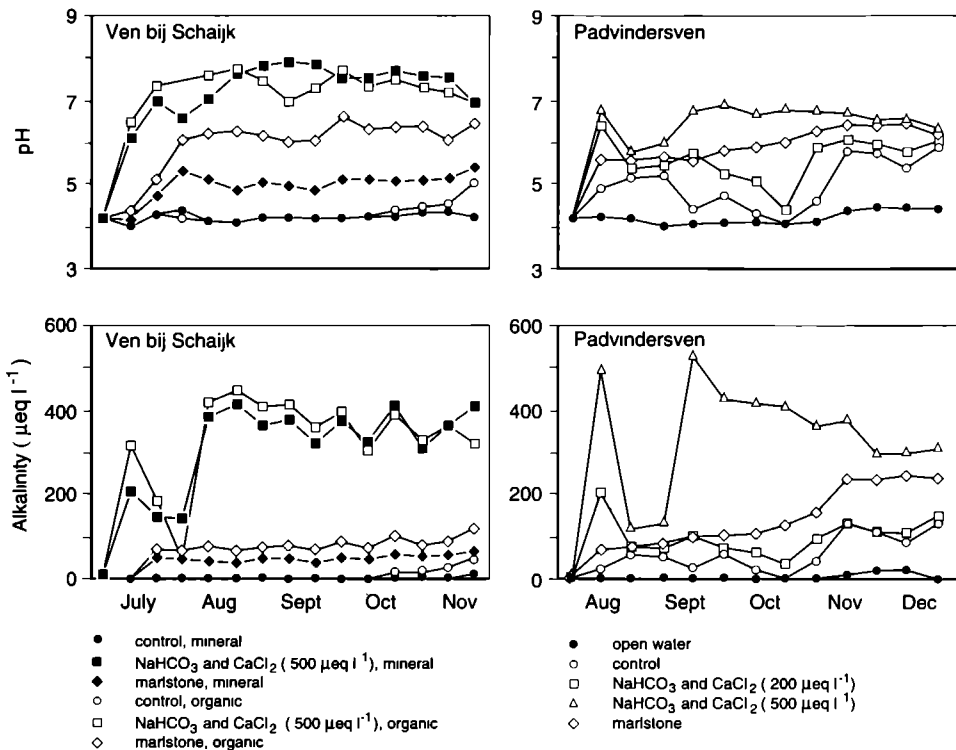 Ven bij Schaijk
Padvindersven
9
7
5
3
pH
9
7
5
3
Ven bij Schaijk
Padvindersven
600
400
200
0
Alkalinity ( µeq l⁻¹)
600
400
200
0
July Aug Sept Oct Nov
Aug Sept Oct Nov Dec
control, mineral
NaHCO₃ and CaCl₂ ( 500 µeq l⁻¹), mineral
marlstone, mineral
control, organic
NaHCO₃ and CaCl₂ ( 500 µeq l⁻¹), organic
marlstone, organic
open water
control
NaHCO₃ and CaCl₂ ( 200 µeq l⁻¹)
NaHCO₃ and CaCl₂ ( 500 µeq l⁻¹)
marlstone